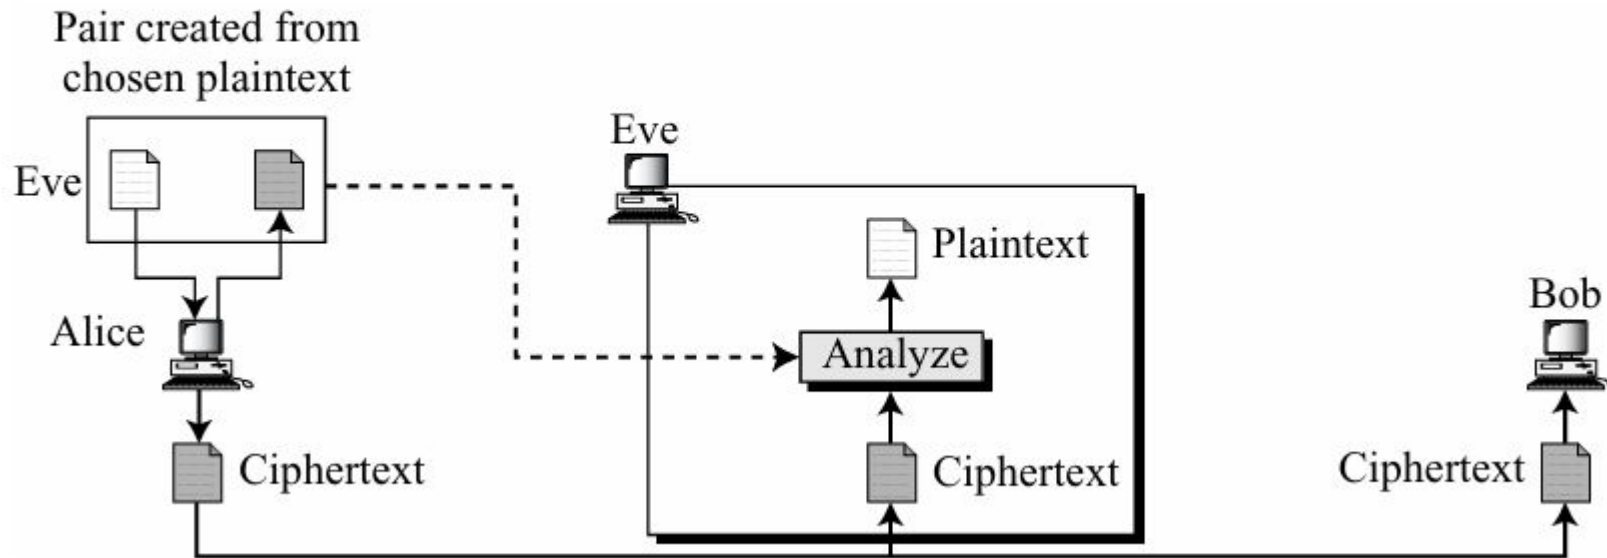 Pair created from
chosen plaintext
Eve
Eve
Plaintext
Bob
Alice
Analyze
Ciphertext
Ciphertext
Ciphertext